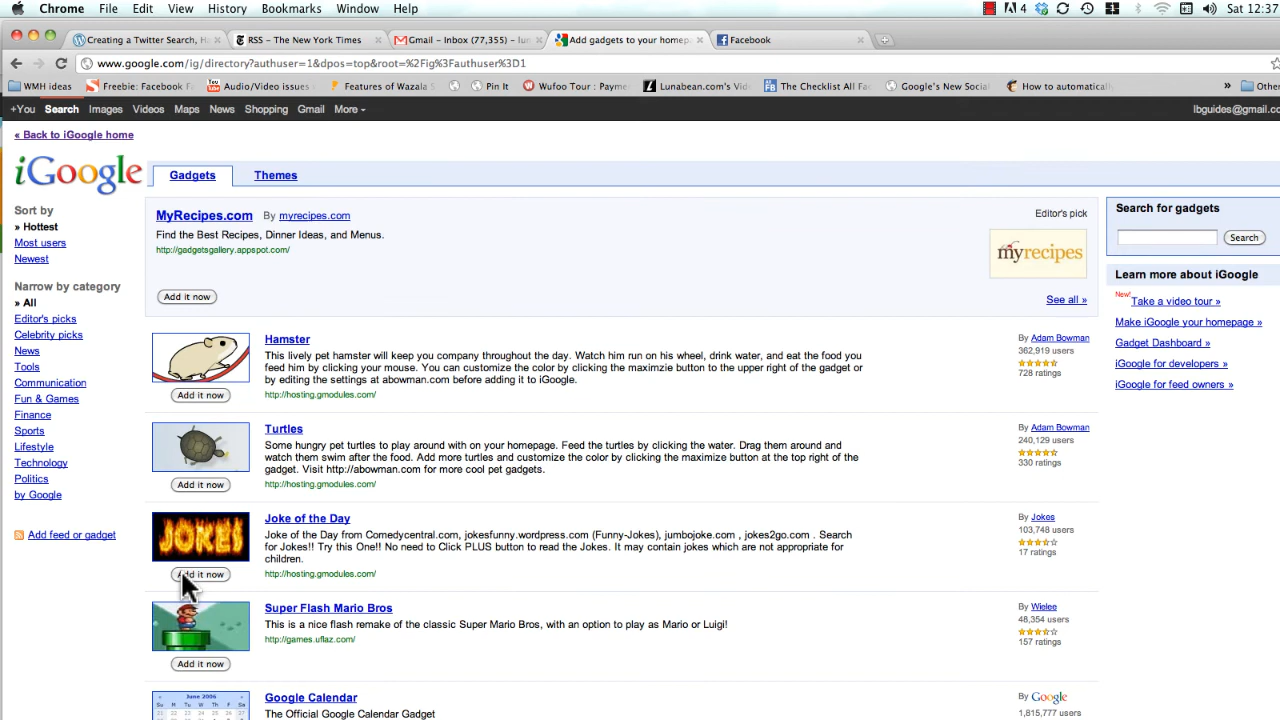 Chrome File Edit View History Bookmarks Window Help 4 Sat 12:37
Creating a Twitter Search, H RSS – The New York Times Gmail – Inbox (77,355) – lun Add gadgets to your homep Facebook
www.google.com/ig/directory?authuser=1&dpos=top&root=%2Fig%3Fauthuser%3D1
WMH ideas Freebie: Facebook F Audio/Video issues Features of Wazala S Pin It Wufoo Tour : Payme Lunabean.com's Vid The Checklist All Fac Google's New Social How to automatically » Other
+You Search Images Videos Maps News Shopping Gmail More lbguides@gmail.co
« Back to iGoogle home
iGoogle
Gadgets Themes
Sort by
» Hottest
Most users
Newest
Narrow by category
» All
Editor's picks
Celebrity picks
News
Tools
Communication
Fun & Games
Finance
Sports
Lifestyle
Technology
Politics
by Google
Add feed or gadget
MyRecipes.com By myrecipes.com Editor's pick
Find the Best Recipes, Dinner Ideas, and Menus.
http://gadgetsgallery.appspot.com/
myrecipes
Add it now See all »
Hamster
This lively pet hamster will keep you company throughout the day. Watch him run on his wheel, drink water, and eat the food you
feed him by clicking your mouse. You can customize the color by clicking the maximzie button to the upper right of the gadget or
by editing the settings at abowman.com before adding it to iGoogle.
http://hosting.gmodules.com/
Add it now
By Adam Bowman
362,919 users
728 ratings
Turtles
Some hungry pet turtles to play around with on your homepage. Feed the turtles by clicking the water. Drag them around and
watch them swim after the food. Add more turtles and customize the color by clicking the maximize button at the top right of the
gadget. Visit http://abowman.com for more cool pet gadgets.
http://hosting.gmodules.com/
Add it now
By Adam Bowman
240,129 users
330 ratings
JOKES
Joke of the Day
Joke of the Day from Comedycentral.com, jokesfunny.wordpress.com (Funny-Jokes), jumbojoke.com , jokes2go.com . Search
for Jokes!! Try this One!! No need to Click PLUS button to read the Jokes. It may contain jokes which are not appropriate for
children.
http://hosting.gmodules.com/
Add it now
By Jokes
103,748 users
17 ratings
Super Flash Mario Bros
This is a nice flash remake of the classic Super Mario Bros, with an option to play as Mario or Luigi!
http://games.uflaz.com/
Add it now
By Wielee
48,354 users
157 ratings
June 2006
Su M T W T F S
Google Calendar
The Official Google Calendar Gadget
By Google
1,815,777 users
Search for gadgets
Search
Learn more about iGoogle
New! Take a video tour »
Make iGoogle your homepage »
Gadget Dashboard »
iGoogle for developers »
iGoogle for feed owners »